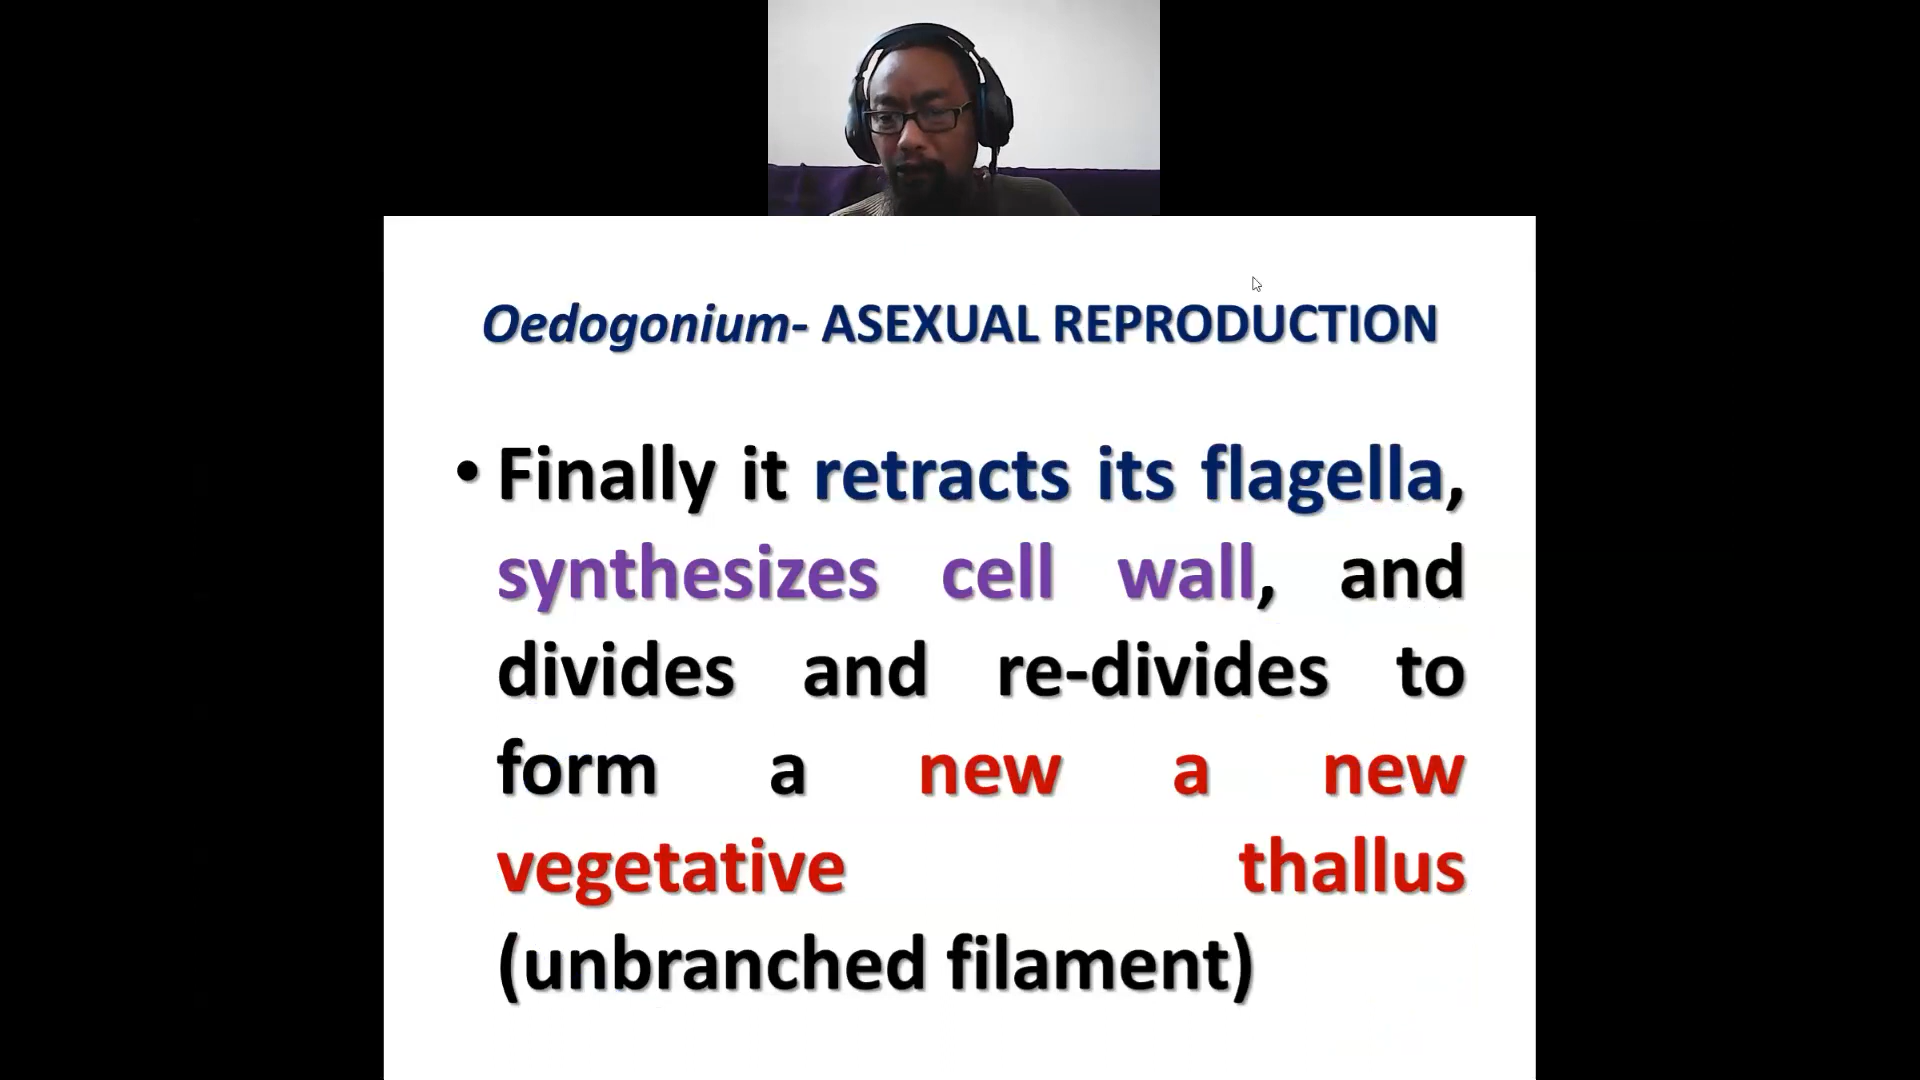 Oedogonium- ASEXUAL REPRODUCTION
• Finally it retracts its flagella,
synthesizes cell wall, and
divides and re-divides to
form a new a new
vegetative thallus
(unbranched filament)